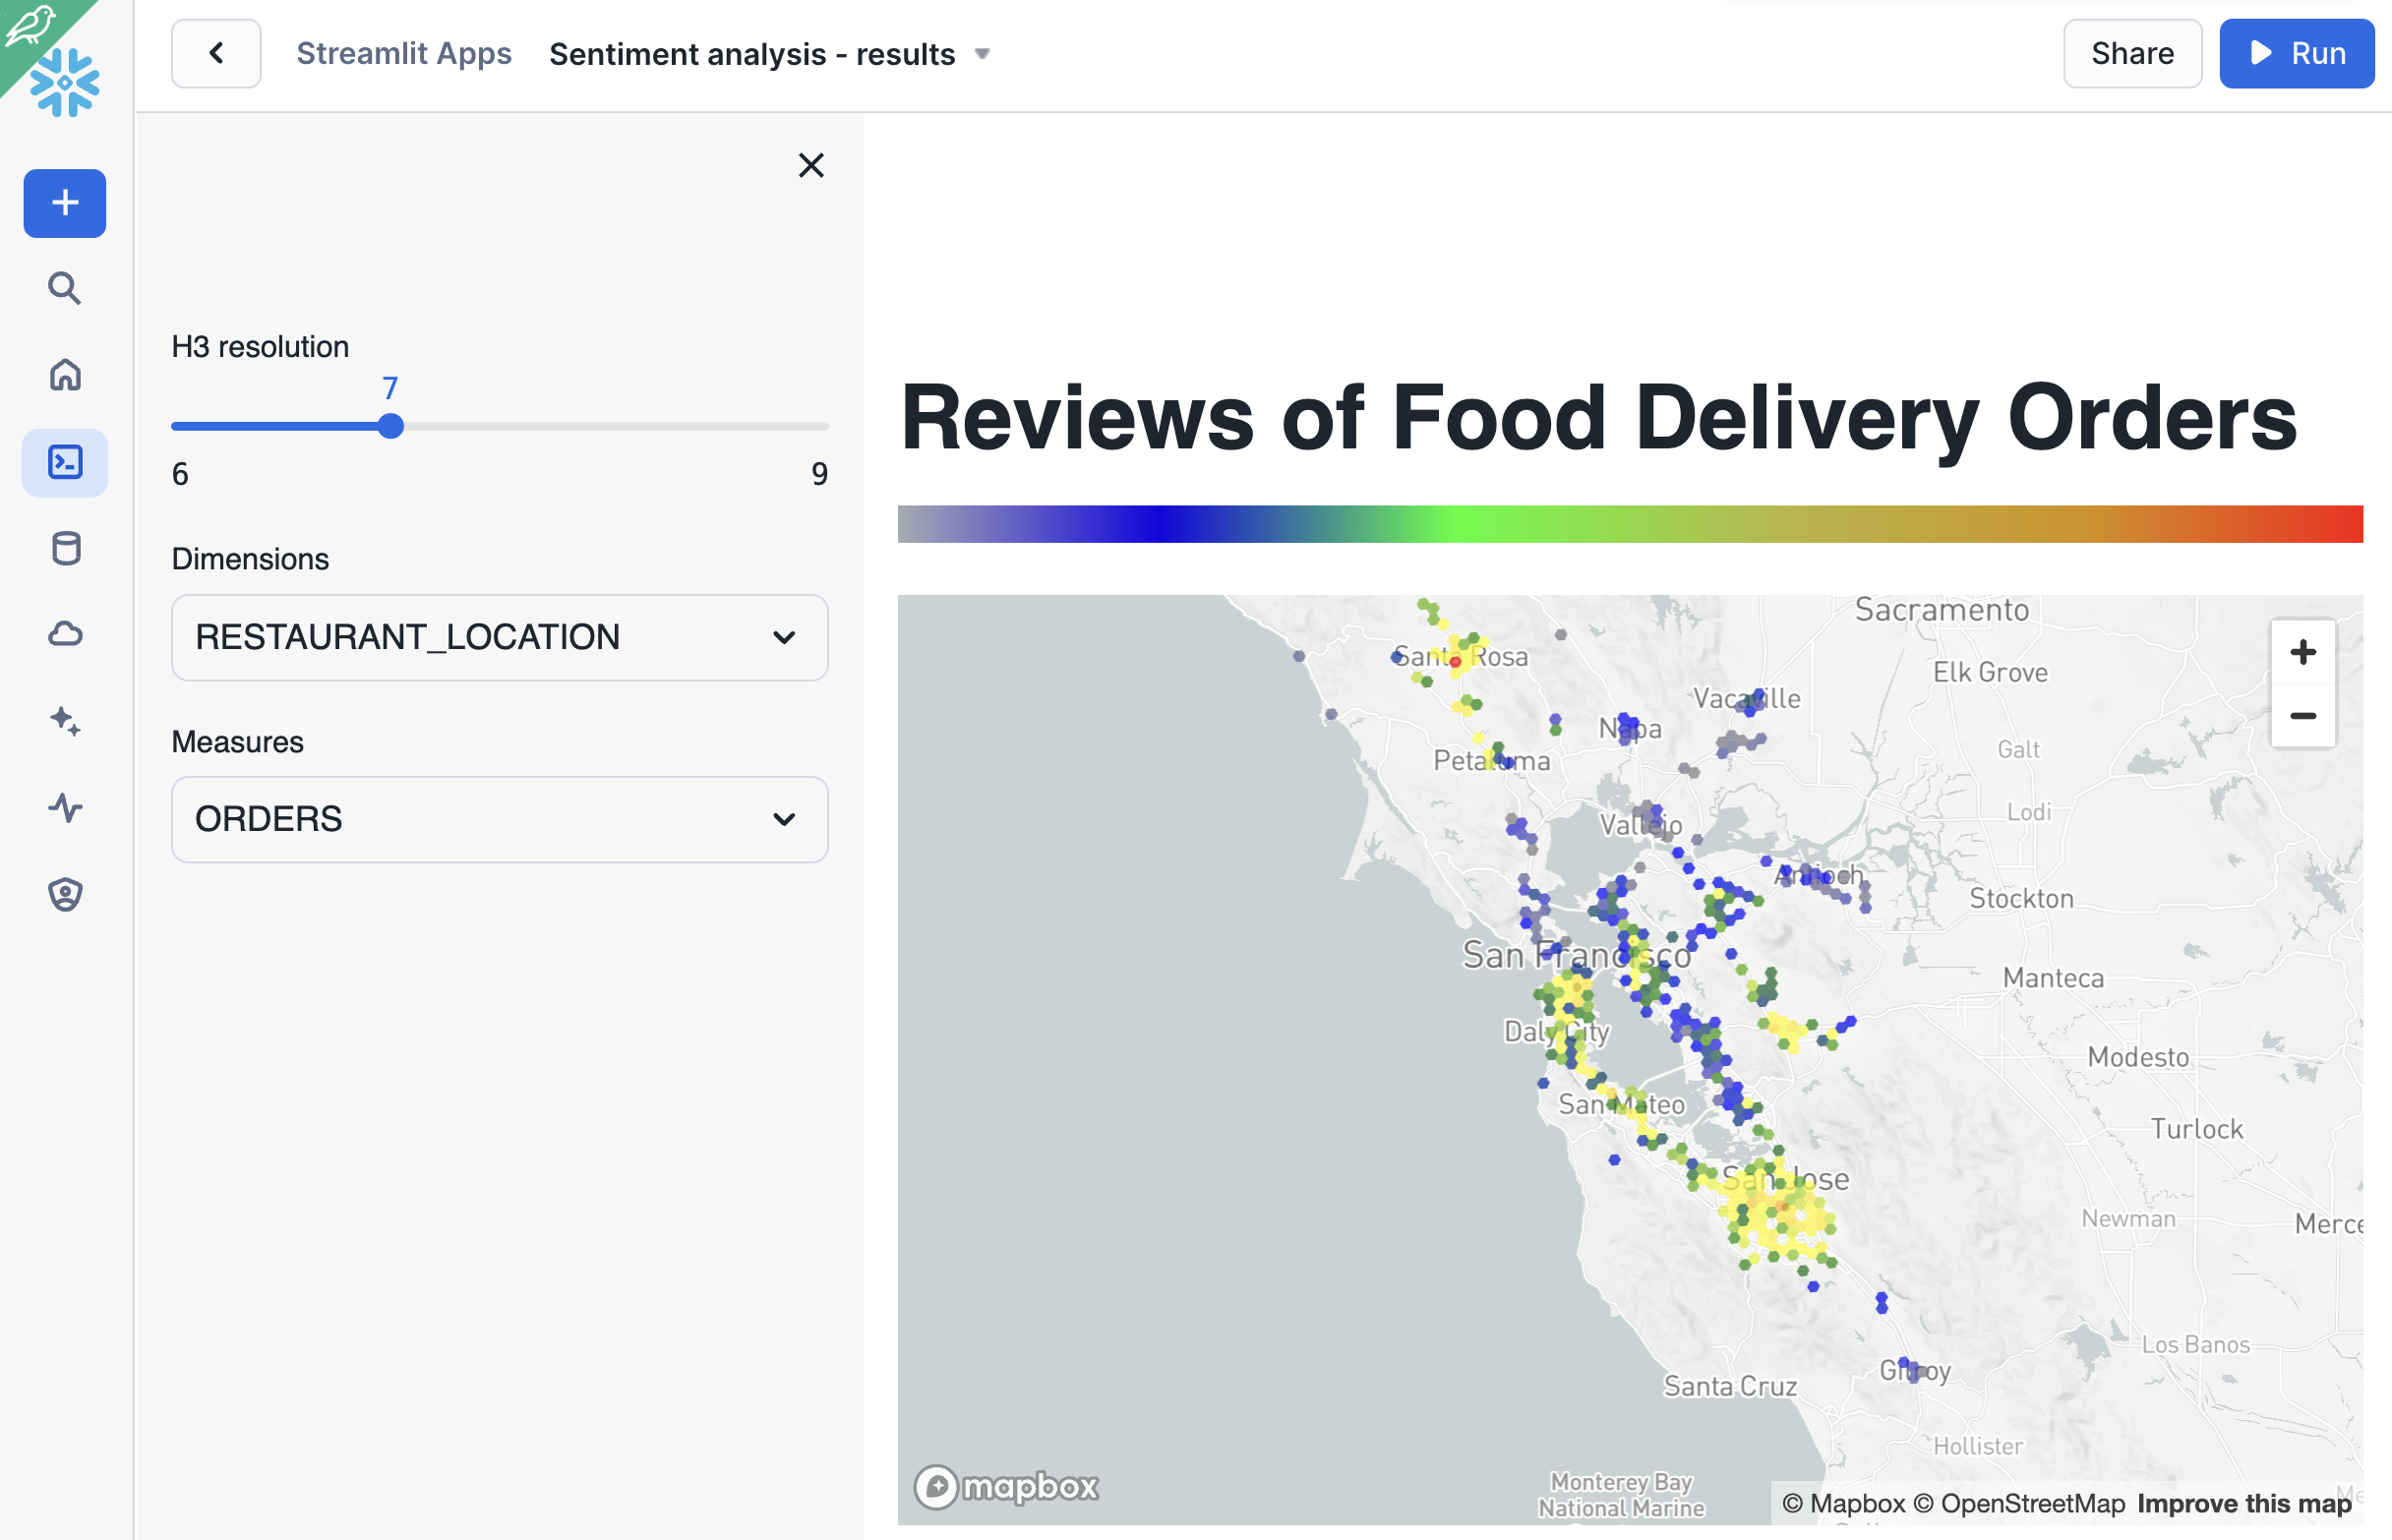 Streamlit Apps
Sentiment analysis - results
Share
Run
H3 resolution
7
6
9
Dimensions
RESTAURANT_LOCATION
Measures
ORDERS
Reviews of Food Delivery Orders
Sacramento
Santa Rosa
Elk Grove
Vacaville
Napa
Galt
Petaluma
Lodi
Vallejo
Antioch
Stockton
San Francisco
Manteca
Daly City
Modesto
San Mateo
Turlock
San Jose
Newman
Merce
Los Banos
Gilroy
Santa Cruz
Hollister
Monterey Bay
National Marine
mapbox
© Mapbox © OpenStreetMap Improve this map